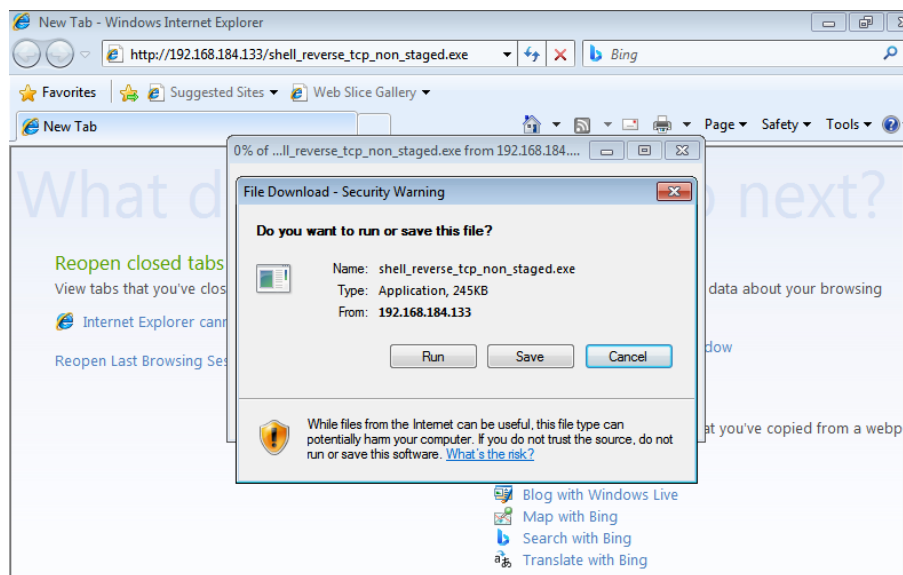 New Tab - Windows Internet Explorer
http://192.168.184.133/shell_reverse_tcp_non_staged.exe
Bing
Favorites
Suggested Sites
Web Slice Gallery
New Tab
Page
Safety
Tools
0% of ...ll_reverse_tcp_non_staged.exe from 192.168.184....
What d
next?
File Download - Security Warning
Do you want to run or save this file?
Name: shell_reverse_tcp_non_staged.exe
Type: Application, 245KB
From: 192.168.184.133
Run
Save
Cancel
While files from the Internet can be useful, this file type can
potentially harm your computer. If you do not trust the source, do not
run or save this software. What's the risk?
Reopen closed tabs
View tabs that you've clos
data about your browsing
Internet Explorer cann
Reopen Last Browsing Ses
dow
at you've copied from a webp
Blog with Windows Live
Map with Bing
Search with Bing
Translate with Bing